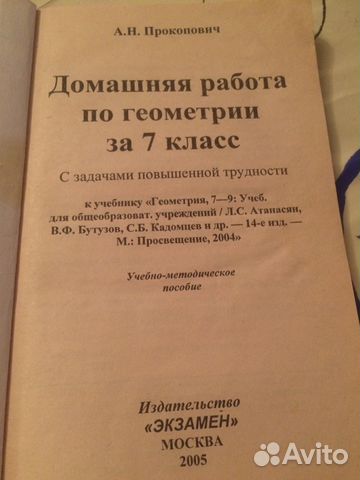 А.Н. Прокопович
Домашняя работа
по геометрии
за 7 класс
С задачами повышенной трудности
к учебнику «Геометрия, 7—9: Учеб.
для общеобразоват. учреждений / Л.С. Атанасян,
В.Ф. Бутузов, С.Б. Кадомцев и др. — 14-е изд. —
М.: Просвещение, 2004»
Учебно-методическое
пособие
Издательство
«ЭКЗАМЕН»
МОСКВА
2005
Avito